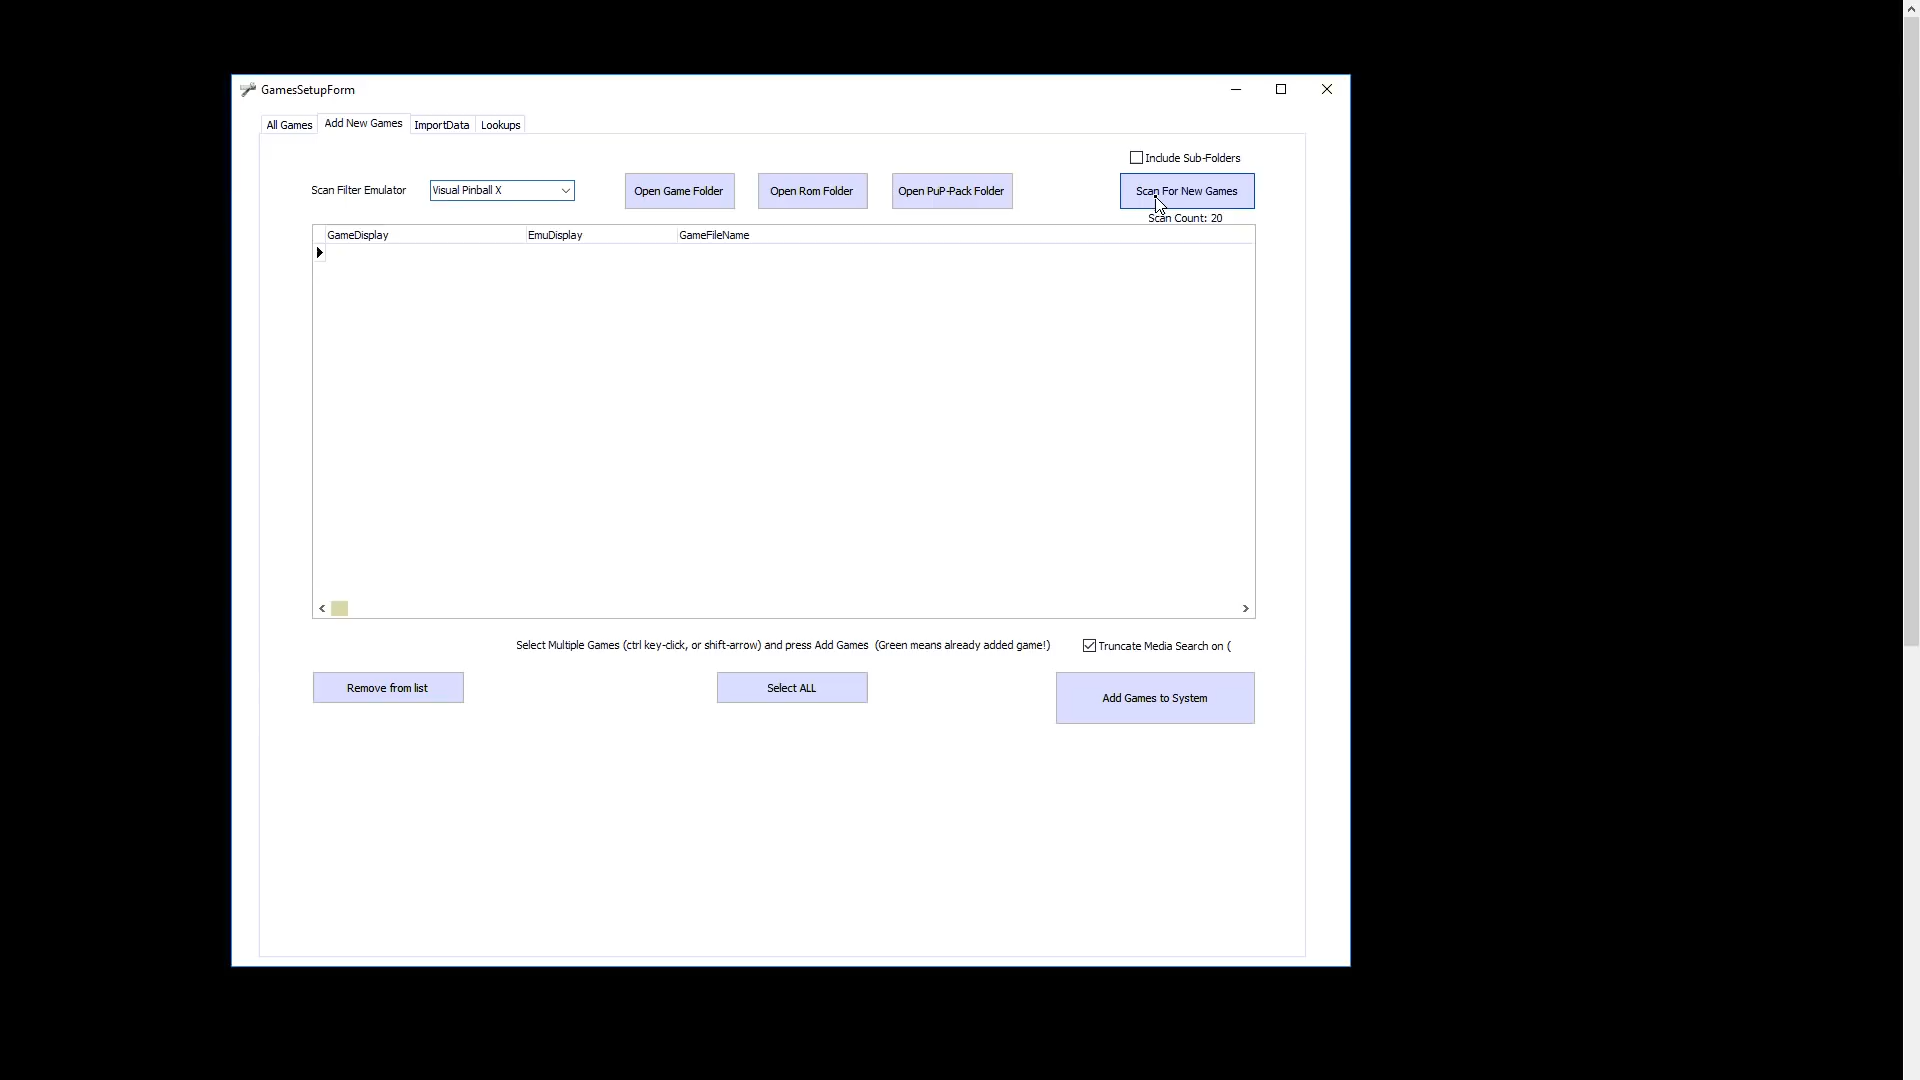 GamesSetupForm
All Games Add New Games ImportData Lookups
Include Sub-Folders
Scan Filter Emulator Visual Pinball X Open Game Folder Open Rom Folder Open PuP-Pack Folder Scan For New Games
Scan Count: 20
GameDisplay EmuDisplay GameFileName
Select Multiple Games (ctrl key-click, or shift-arrow) and press Add Games (Green means already added game!) Truncate Media Search on (
Remove from list Select ALL Add Games to System